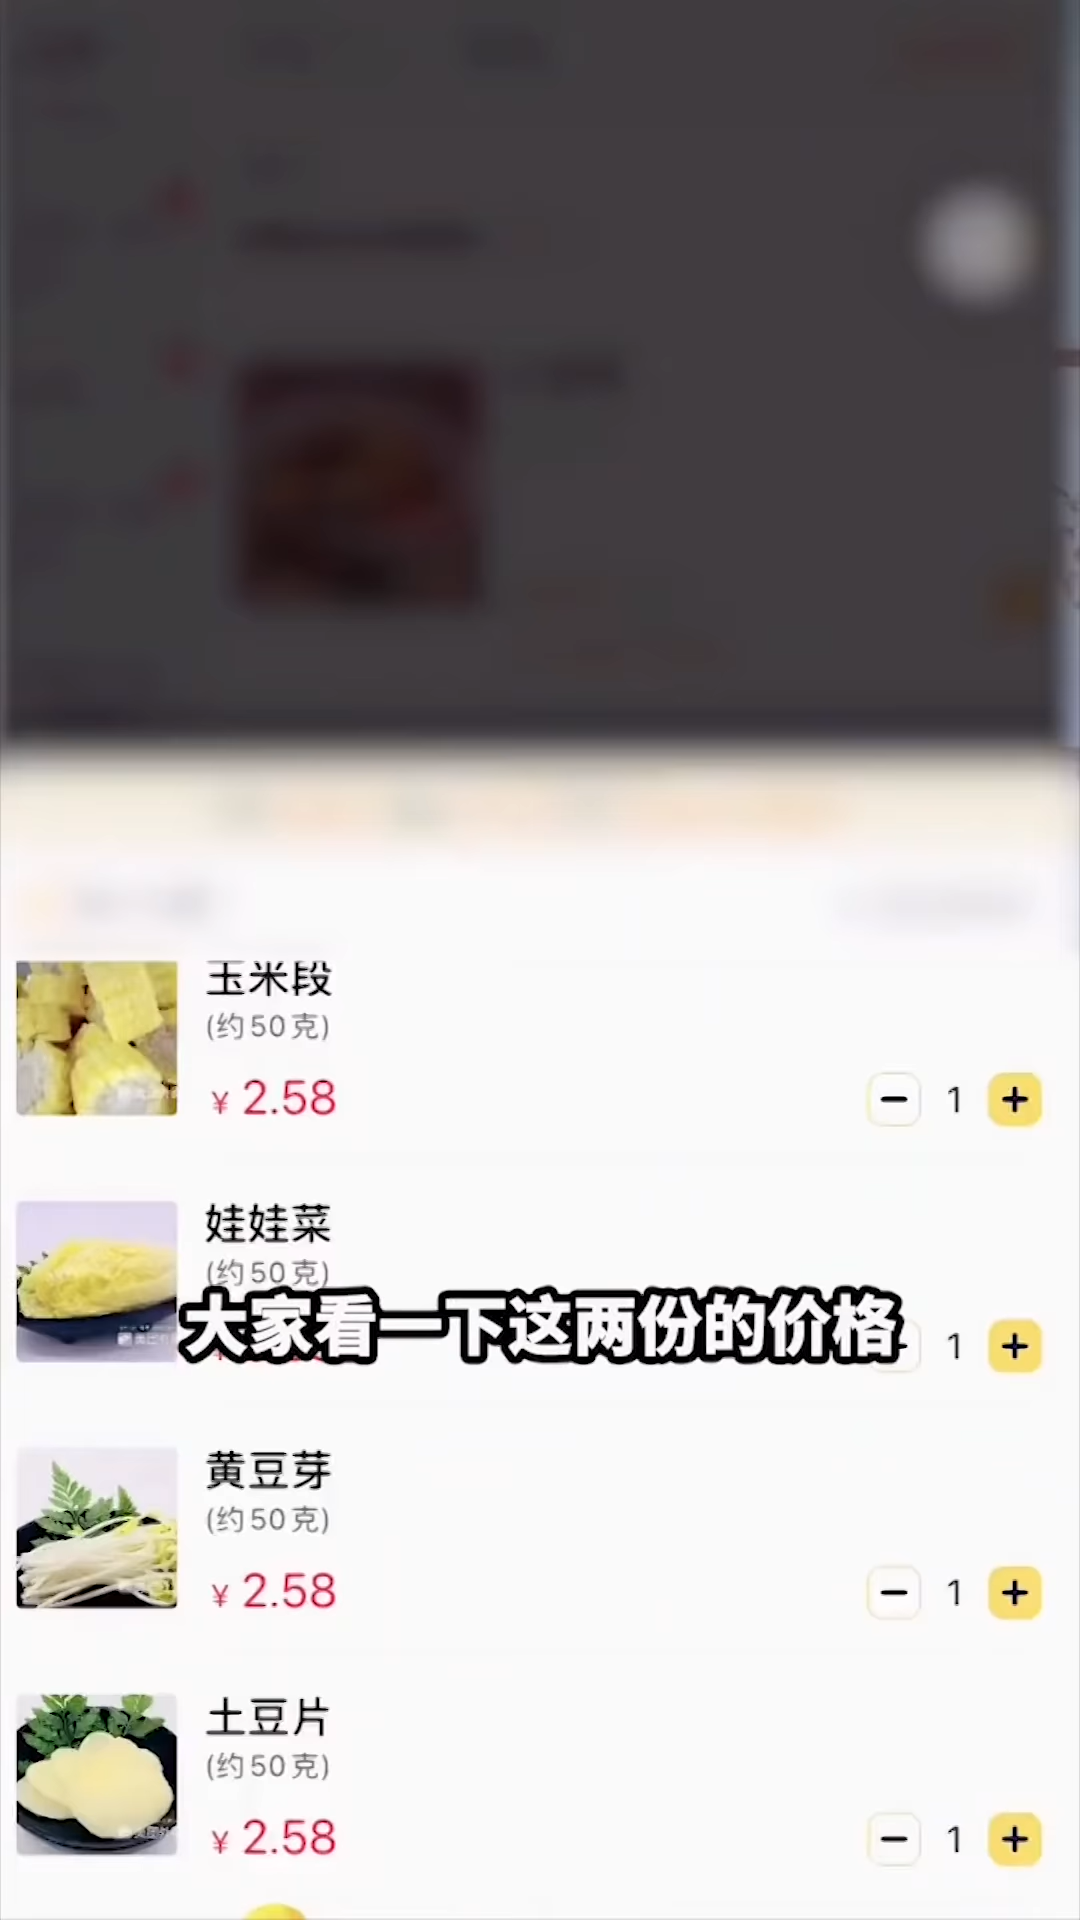 玉米段
(约50克)
¥ 2.58
1
娃娃菜
(约50克)
大家看一下这两份的价格
1
黄豆芽
(约50克)
¥ 2.58
1
土豆片
(约50克)
¥ 2.58
1